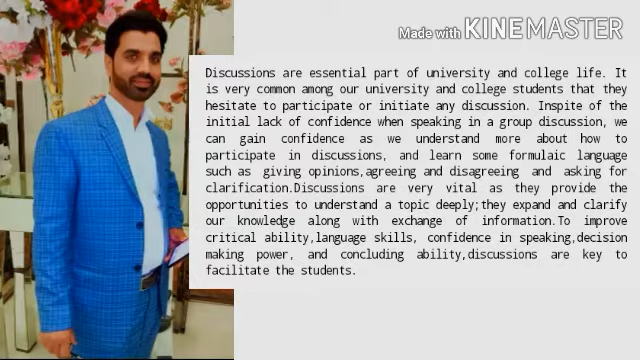 Made with KINEMASTER
Discussions are essential part of university and college life. It
is very common among our university and college students that they
hesitate to participate or initiate any discussion. Inspite of the
initial lack of confidence when speaking in a group discussion, we
can gain confidence as we understand more about how to
participate in discussions, and learn some formulaic language
such as giving opinions,agreeing and disagreeing and asking for
clarification.Discussions are very vital as they provide the
opportunities to understand a topic deeply;they expand and clarify
our knowledge along with exchange of information.To improve
critical ability,language skills, confidence in speaking,decision
making power, and concluding ability,discussions are key to
facilitate the students.